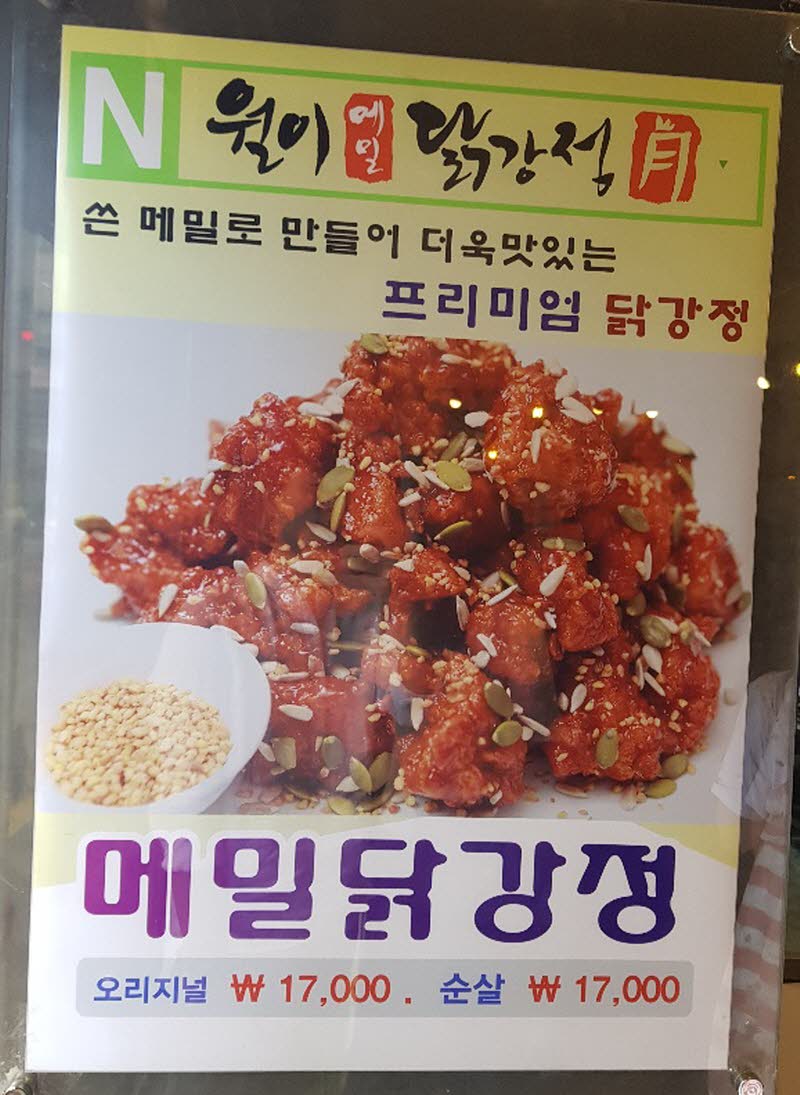 N 월이 메밀 닭강정 月
쓴 메밀로 만들어 더욱맛있는
프리미엄 닭강정
메밀닭강정
오리지널 ₩ 17,000 . 순살 ₩ 17,000